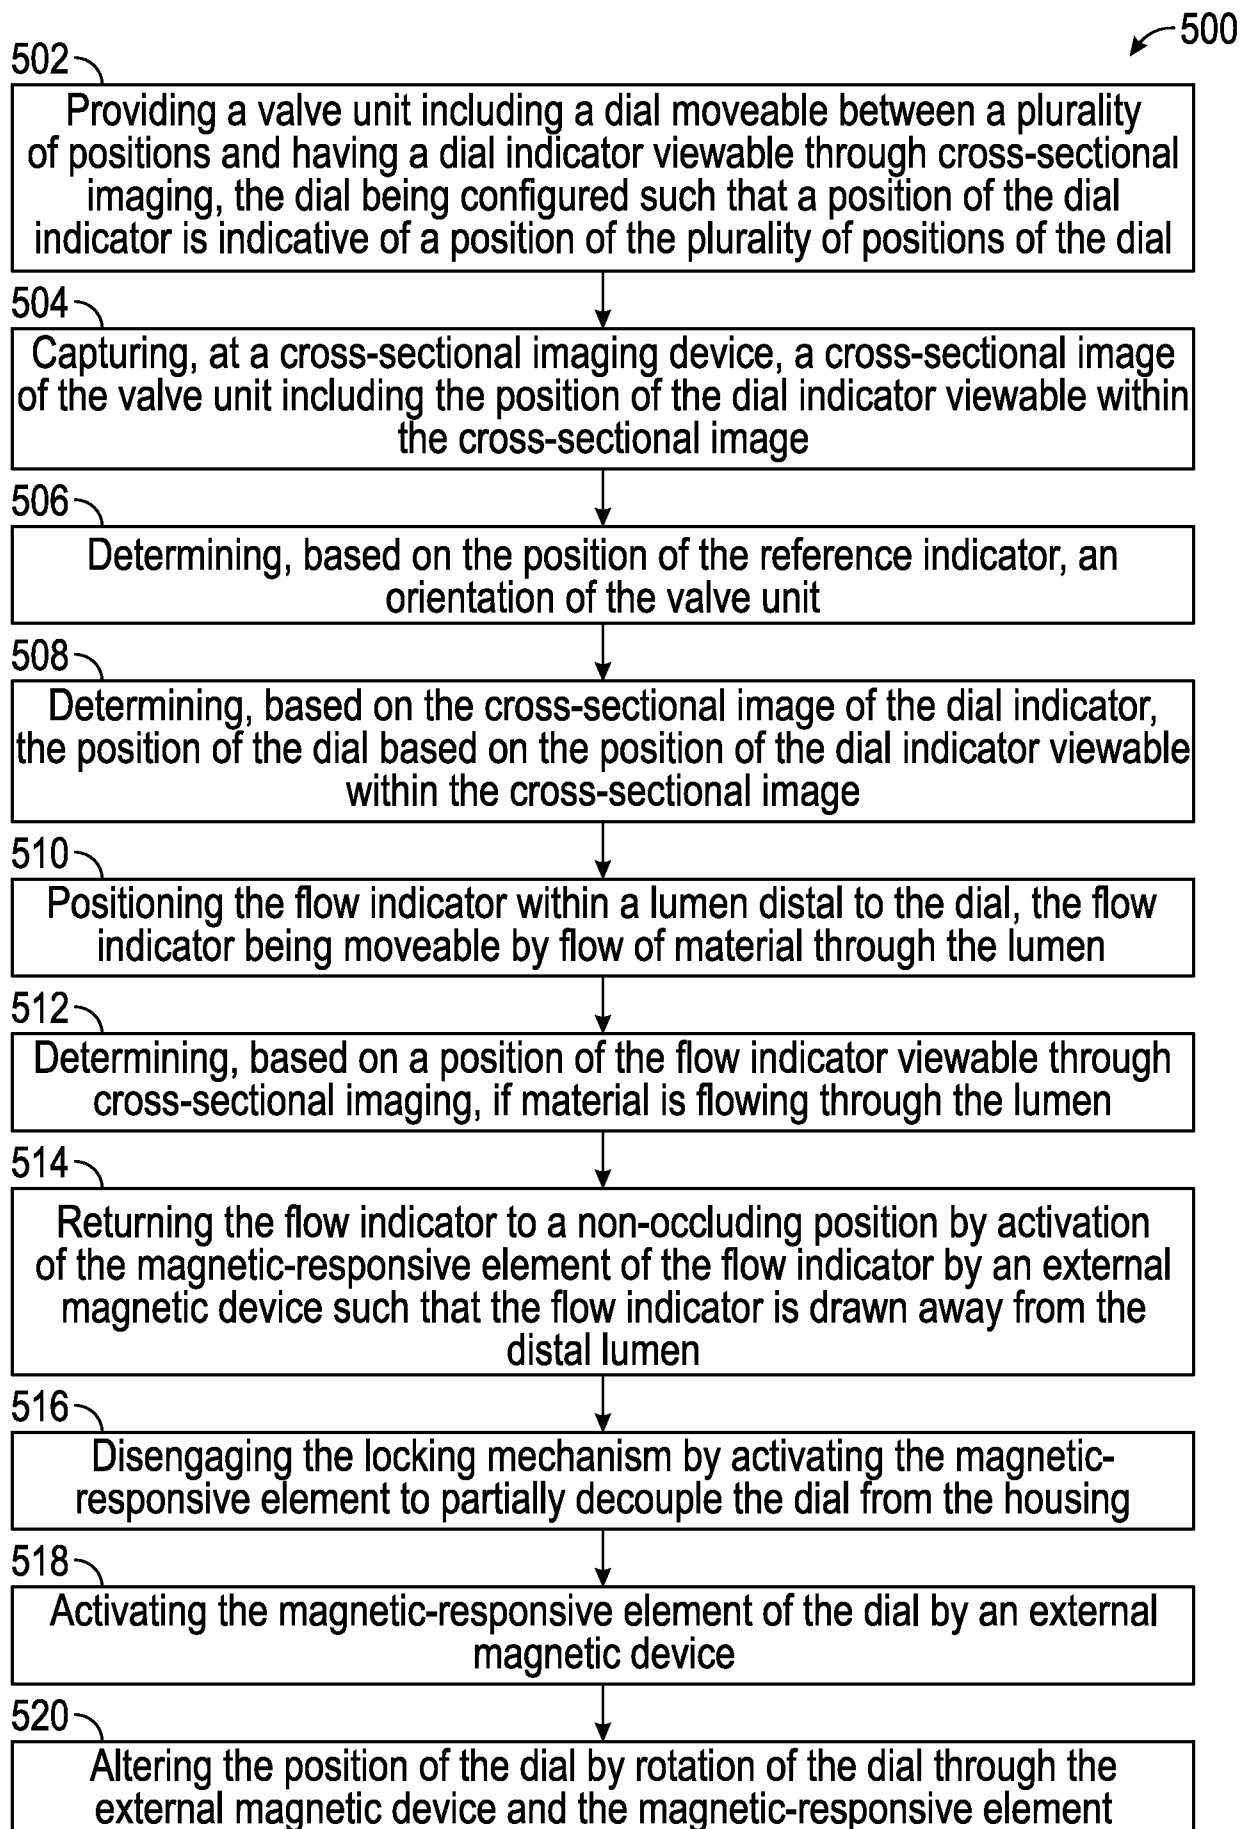 500
502
Providing a valve unit including a dial moveable between a plurality
of positions and having a dial indicator viewable through cross-sectional
imaging, the dial being configured such that a position of the dial
indicator is indicative of a position of the plurality of positions of the dial
504
Capturing, at a cross-sectional imaging device, a cross-sectional image
of the valve unit including the position of the dial indicator viewable within
the cross-sectional image
506
Determining, based on the position of the reference indicator, an
orientation of the valve unit
508
Determining, based on the cross-sectional image of the dial indicator,
the position of the dial based on the position of the dial indicator viewable
within the cross-sectional image
510
Positioning the flow indicator within a lumen distal to the dial, the flow
indicator being moveable by flow of material through the lumen
512
Determining, based on a position of the flow indicator viewable through
cross-sectional imaging, if material is flowing through the lumen
514
Returning the flow indicator to a non-occluding position by activation
of the magnetic-responsive element of the flow indicator by an external
magnetic device such that the flow indicator is drawn away from the
distal lumen
516
Disengaging the locking mechanism by activating the magnetic-
responsive element to partially decouple the dial from the housing
518
Activating the magnetic-responsive element of the dial by an external
magnetic device
520
Altering the position of the dial by rotation of the dial through the
external magnetic device and the magnetic-responsive element